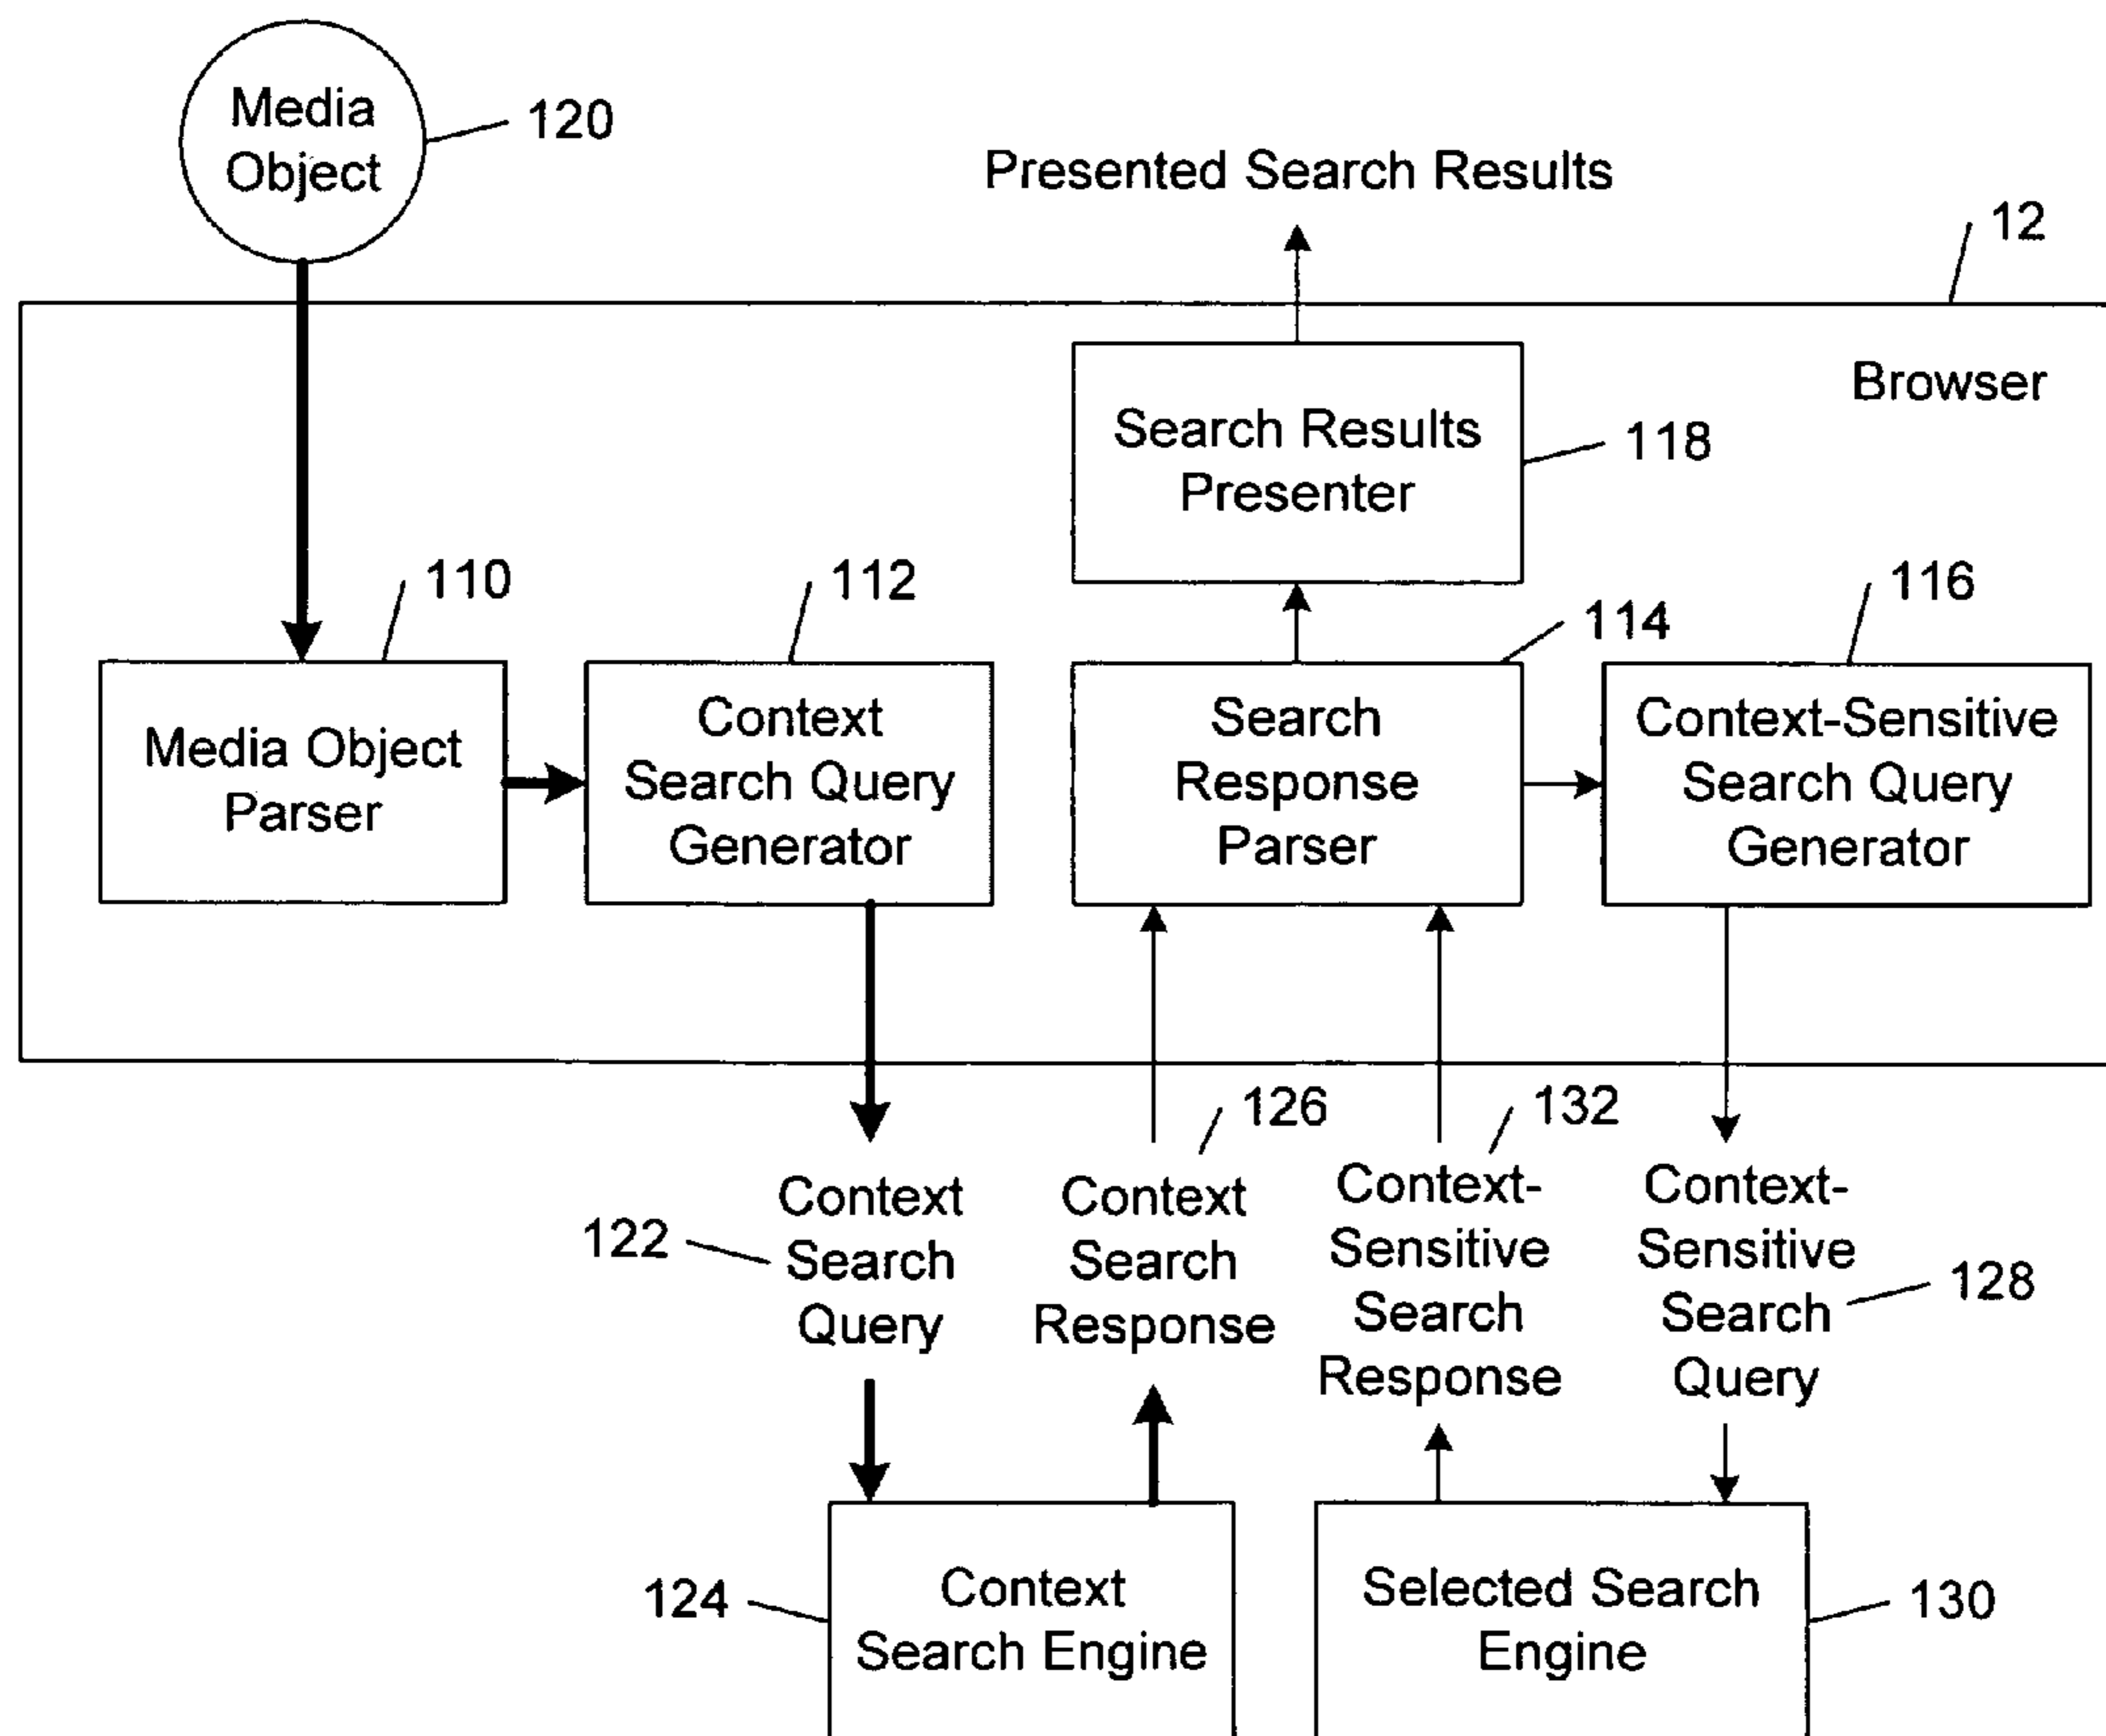 Media
Object
120
Presented Search Results
12
Browser
Search Results
Presenter
118
110
112
114
116
Media Object
Parser
Context
Search Query
Generator
Search
Response
Parser
Context-Sensitive
Search Query
Generator
122
Context
Search
Query
126
Context
Search
Response
132
Context-
Sensitive
Search
Response
Context-
Sensitive
Search
Query
128
124
Context
Search Engine
Selected Search
Engine
130